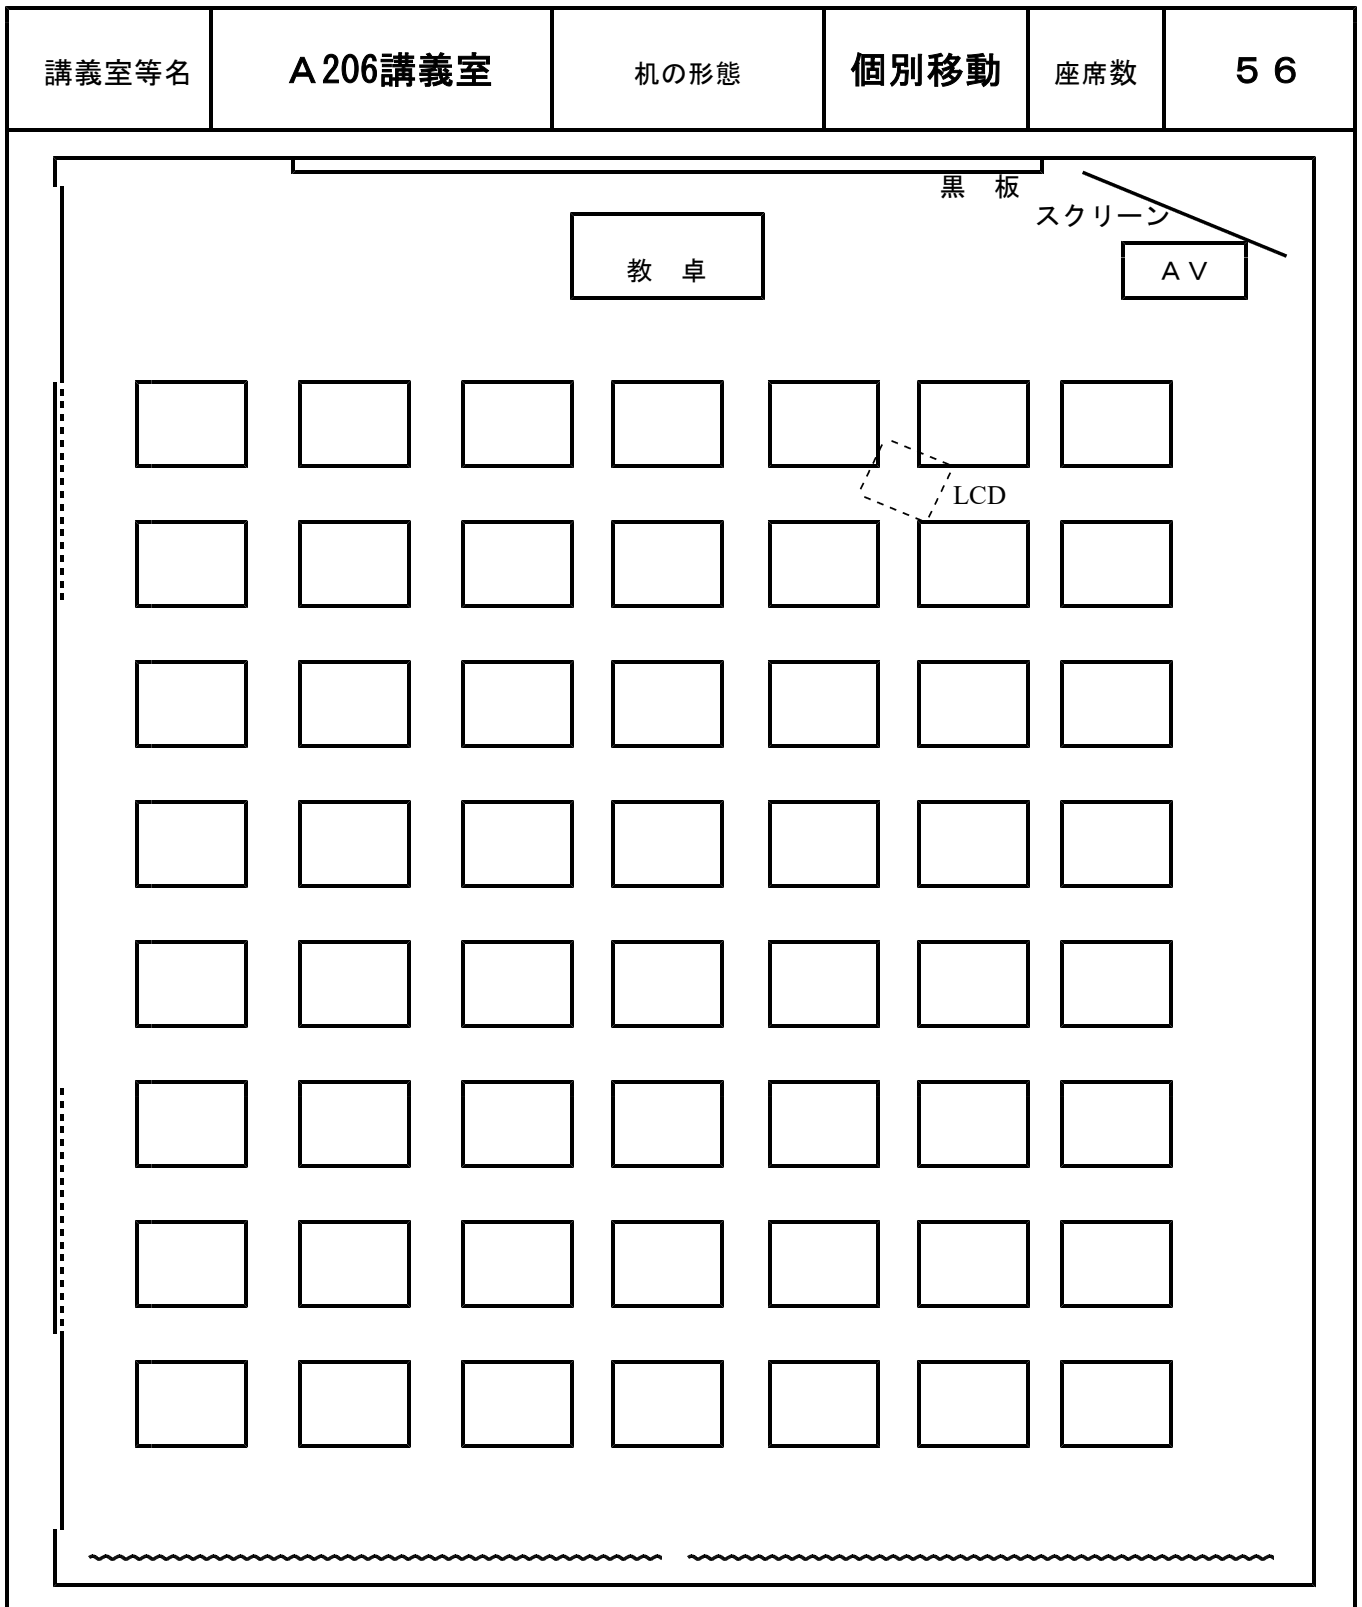 講義室等名 Ａ206講義室 机の形態 個別移動 座席数 ５６
黒　板
スクリーン
教　卓
ＡＶ
LCD